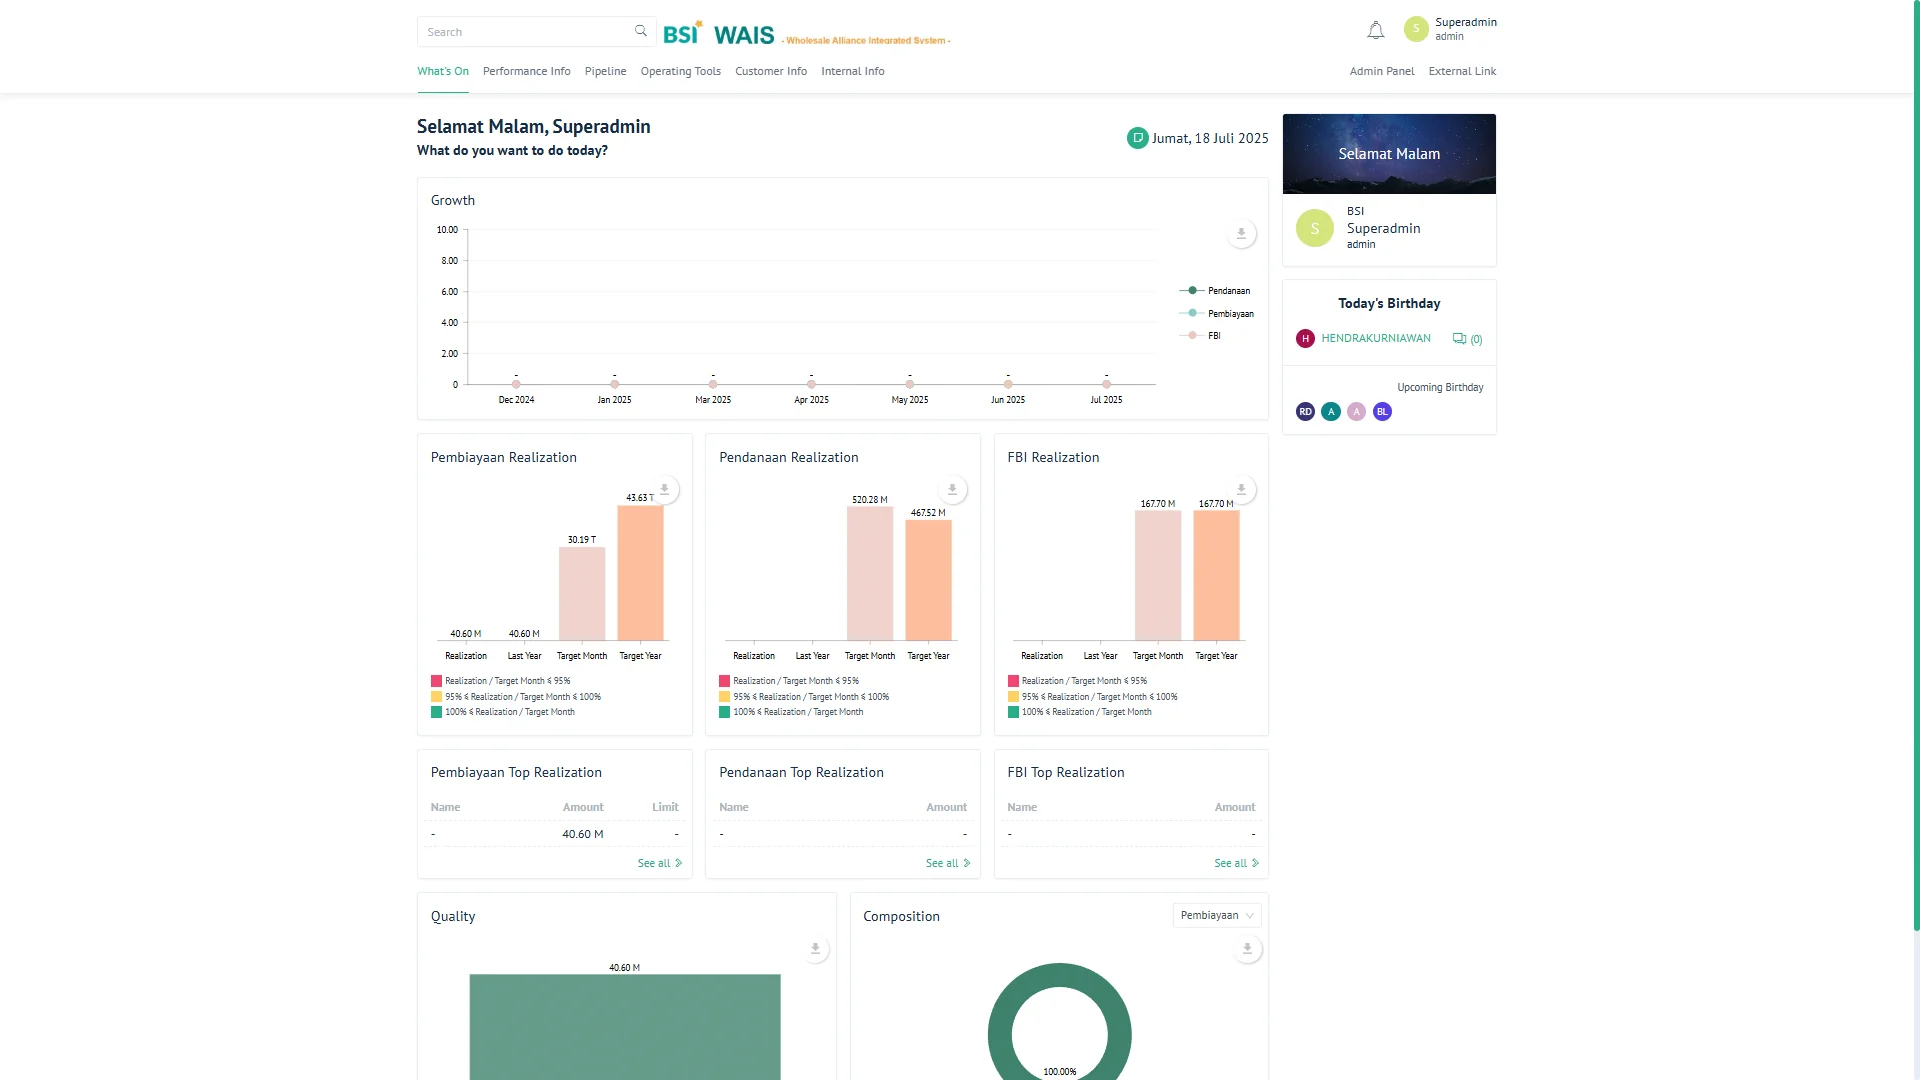 Search
BSI WAIS - Wholesale Alliance Integrated System -
S
Superadmin
admin
What's On
Performance Info
Pipeline
Operating Tools
Customer Info
Internal Info
Admin Panel
External Link
Selamat Malam, Superadmin
What do you want to do today?
Jumat, 18 Juli 2025
Growth
10.00
8.00
6.00
4.00
2.00
0
- - - - - - -
Dec 2024 Jan 2025 Mar 2025 Apr 2025 May 2025 Jun 2025 Jul 2025
Pendanaan
Pembiayaan
FBI
Pembiayaan Realization
40.60 M 40.60 M 30.19 T 43.63 T
Realization Last Year Target Month Target Year
Realization / Target Month ≤ 95%
95% ≤ Realization / Target Month ≤ 100%
100% ≤ Realization / Target Month
Pendanaan Realization
520.28 M 467.52 M
Realization Last Year Target Month Target Year
Realization / Target Month ≤ 95%
95% ≤ Realization / Target Month ≤ 100%
100% ≤ Realization / Target Month
FBI Realization
167.70 M 167.70 M
Realization Last Year Target Month Target Year
Realization / Target Month ≤ 95%
95% ≤ Realization / Target Month ≤ 100%
100% ≤ Realization / Target Month
Pembiayaan Top Realization
Name Amount Limit
- 40.60 M -
See all
Pendanaan Top Realization
Name Amount
- -
See all
FBI Top Realization
Name Amount
- -
See all
Quality
40.60 M
Composition
Pembiayaan
100.00%
Selamat Malam
S
BSI
Superadmin
admin
Today's Birthday
H HENDRAKURNIAWAN (0)
Upcoming Birthday
RD A A BL